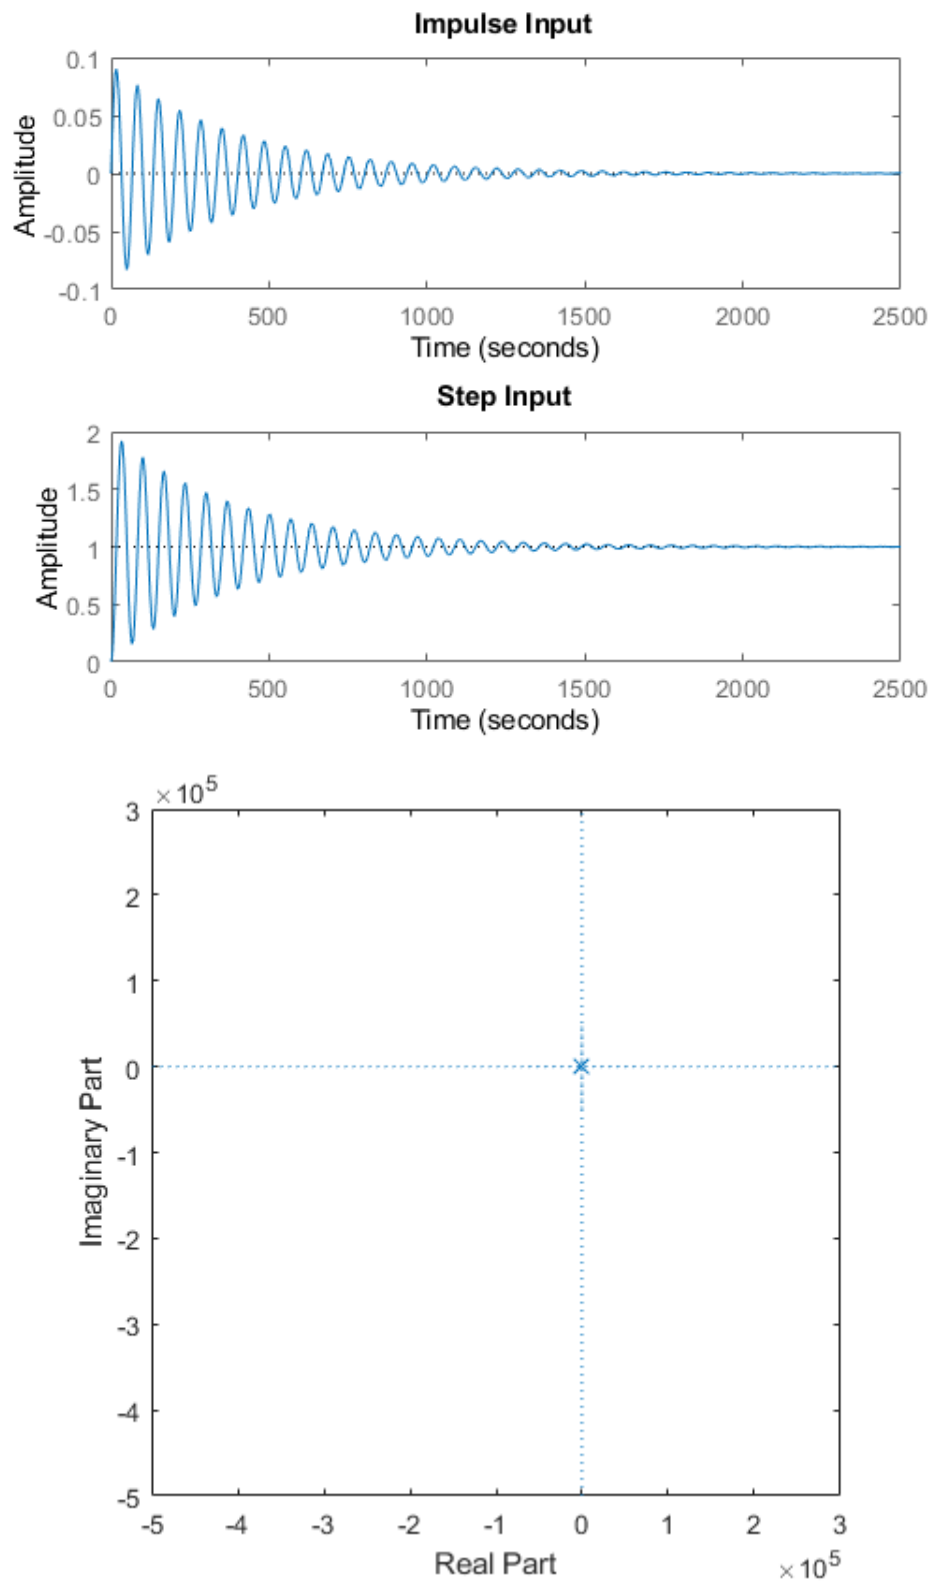 Impulse Input
0.1
0.05
0
-0.05
-0.1
Amplitude
0 500 1000 1500 2000 2500
Time (seconds)
Step Input
2
1.5
1
0.5
0
Amplitude
0 500 1000 1500 2000 2500
Time (seconds)
×10^5
3
2
1
0
-1
-2
-3
-4
-5
Imaginary Part
-5 -4 -3 -2 -1 0 1 2 3
Real Part
×10^5